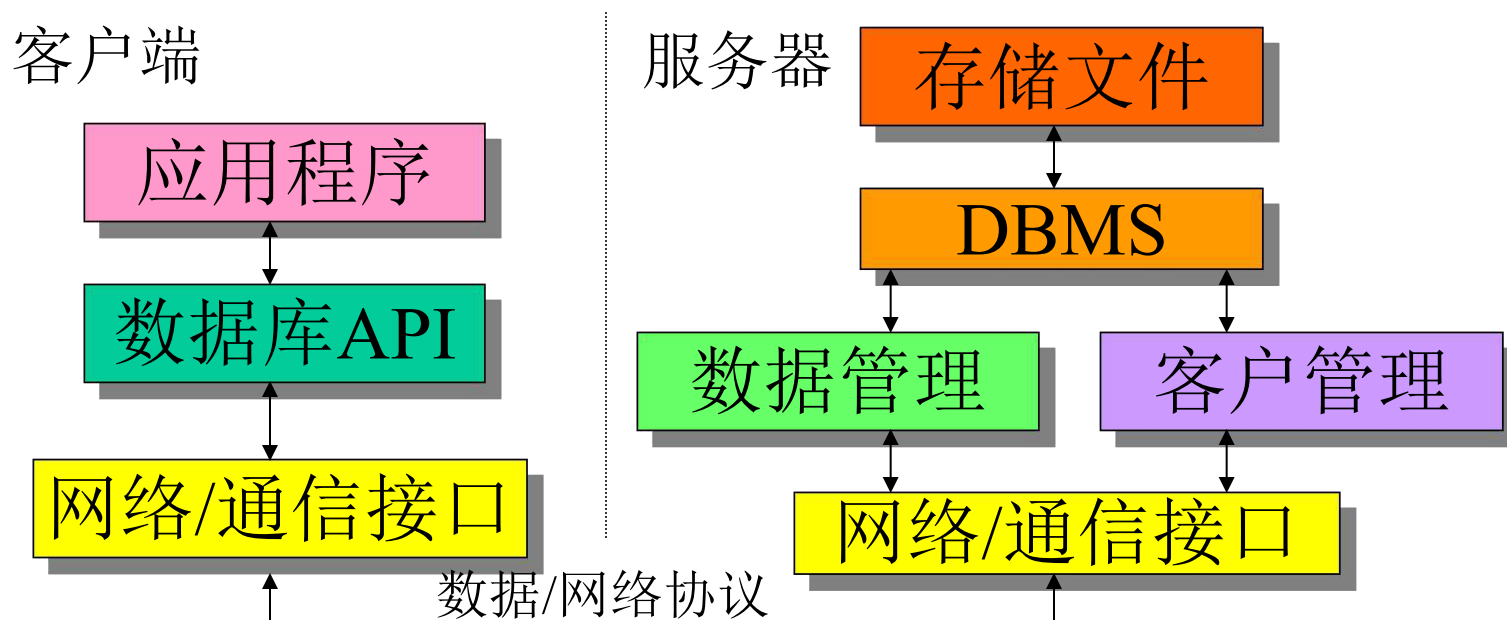 客户端
应用程序
数据库API
网络/通信接口
服务器
存储文件
DBMS
数据管理
客户管理
网络/通信接口
数据/网络协议